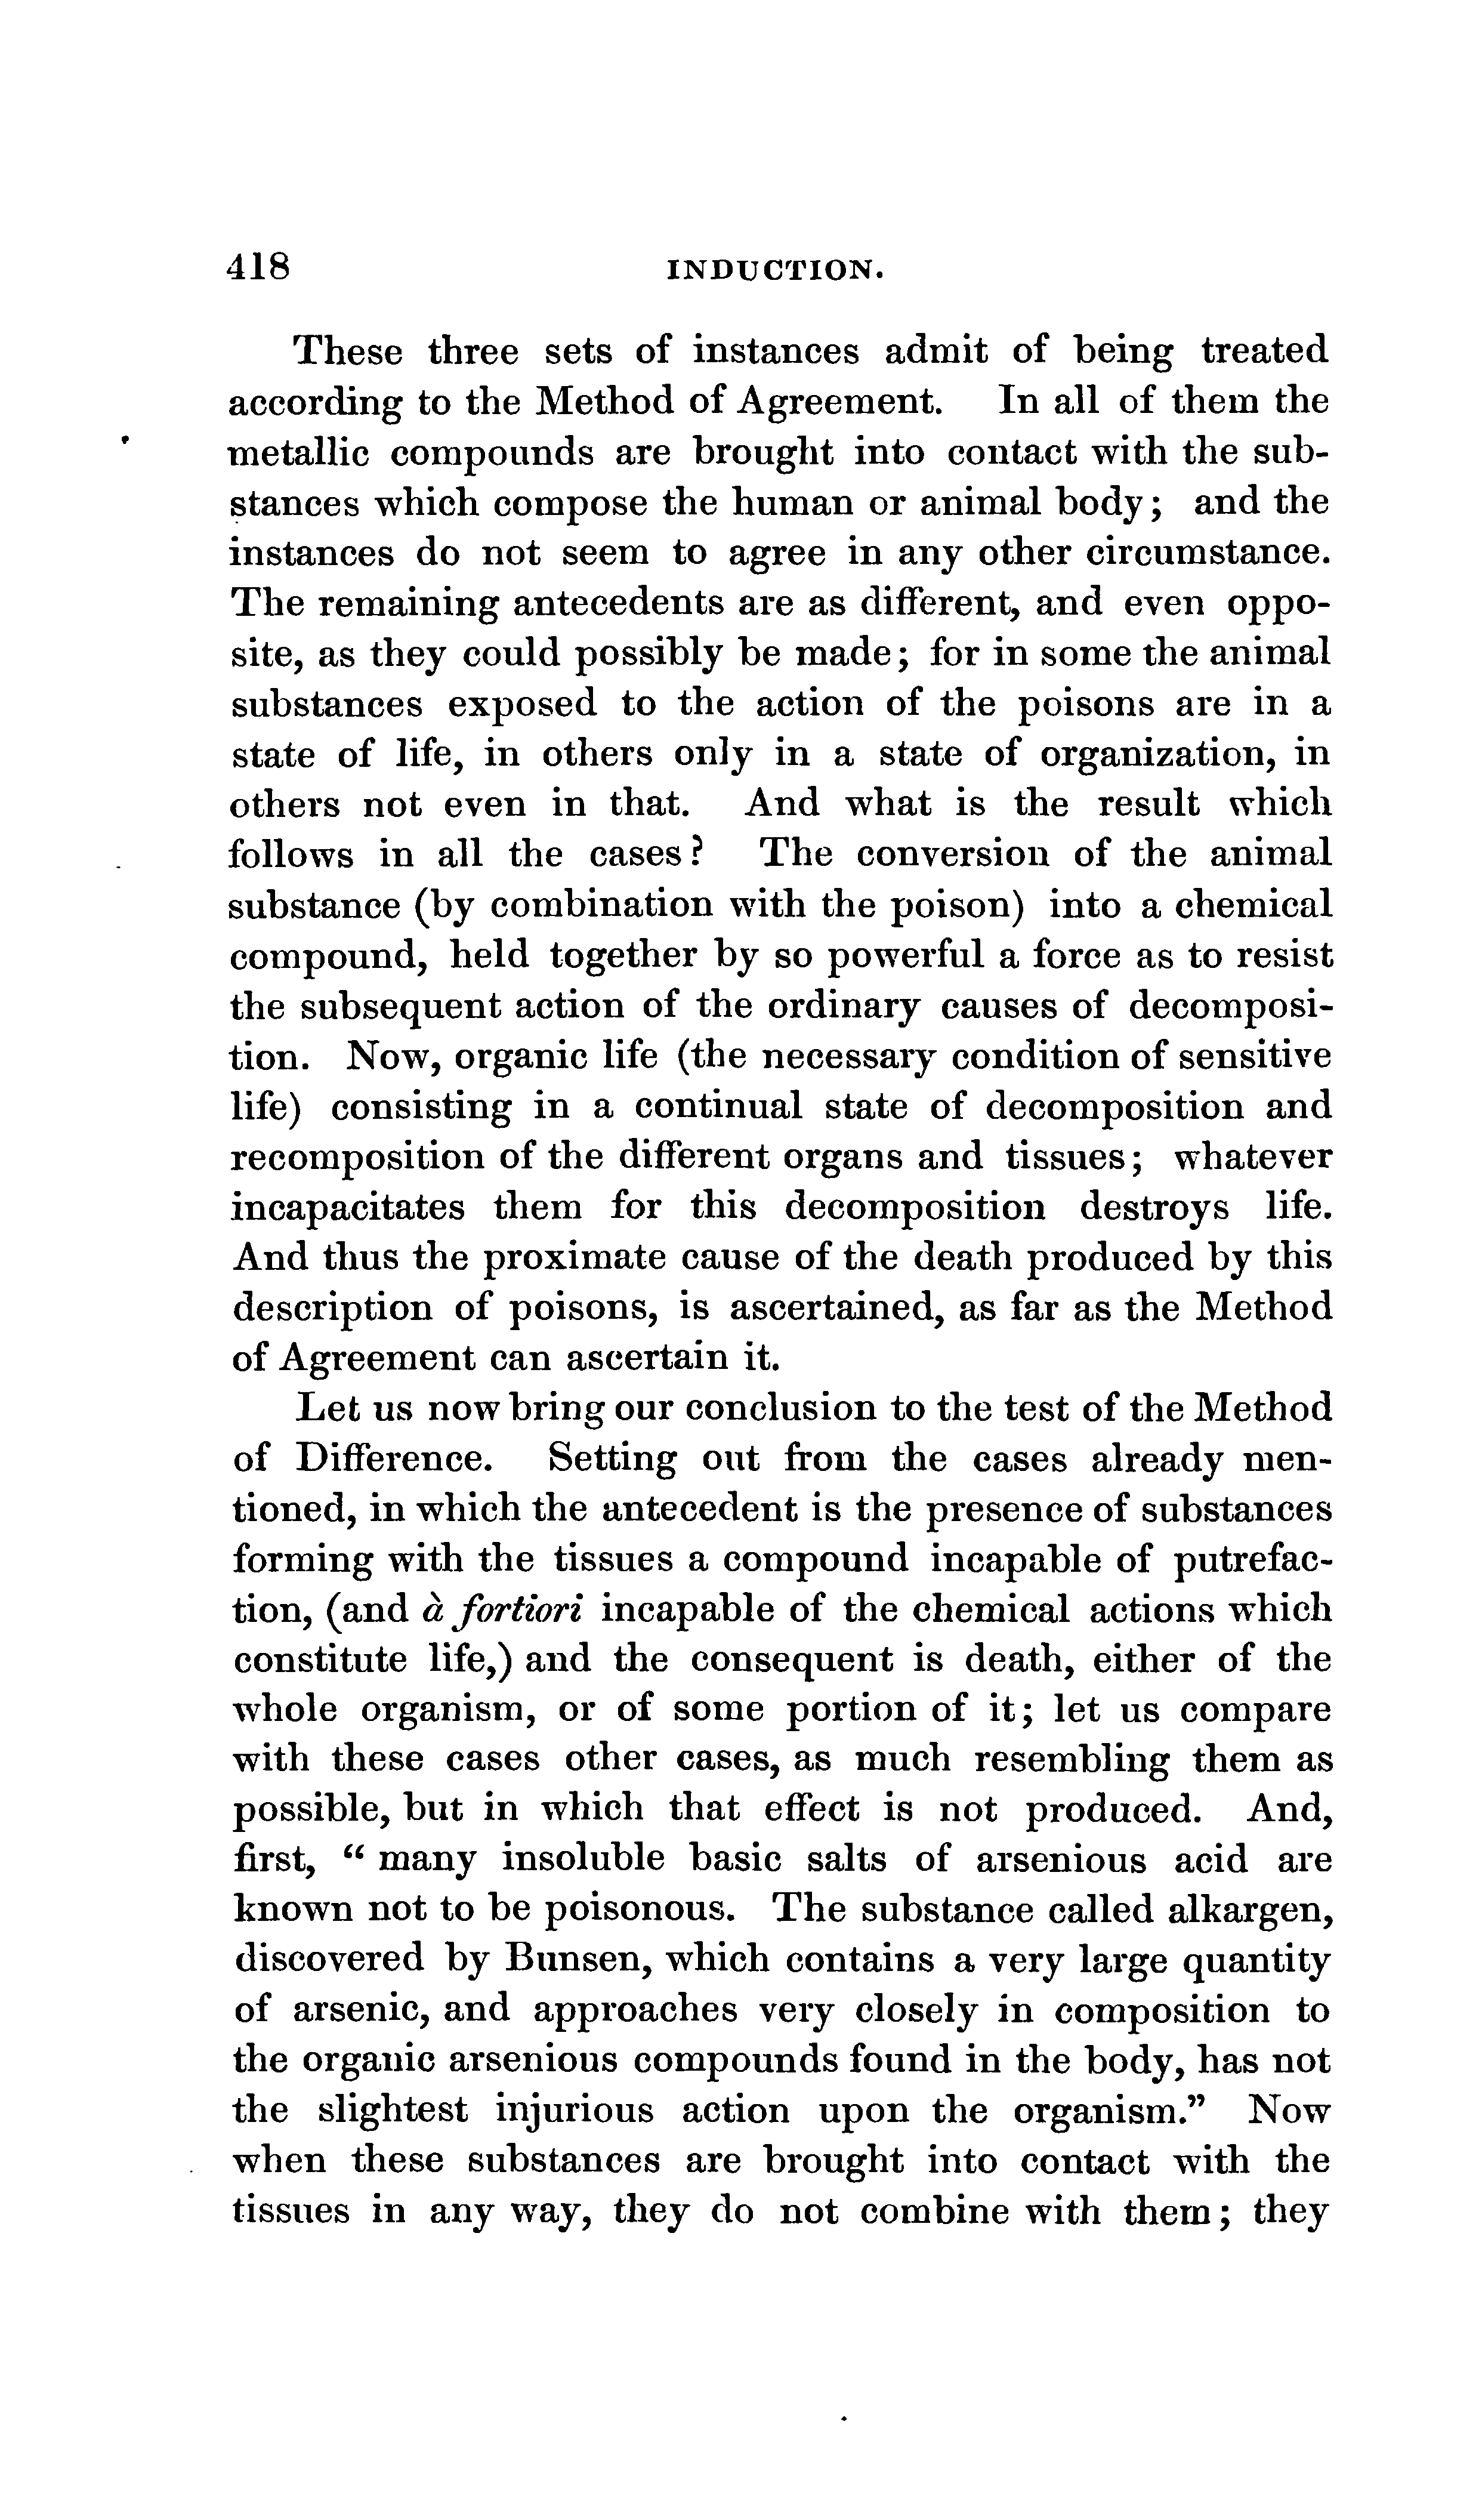 418 INDUCTION.
These three sets of instances admit of being treated
according to the Method of Agreement. In all of them the
metallic compounds are brought into contact with the sub-
stances which compose the human or animal body; and the
instances do not seem to agree in any other circumstance.
The remaining antecedents are as different, and even oppo-
site, as they could possibly be made; for in some the animal
substances exposed to the action of the poisons are in a
state of life, in others only in a state of organization, in
others not even in that. And what is the result which
follows in all the cases? The conversion of the animal
substance (by combination with the poison) into a chemical
compound, held together by so powerful a force as to resist
the subsequent action of the ordinary causes of decomposi-
tion. Now, organic life (the necessary condition of sensitive
life) consisting in a continual state of decomposition and
recomposition of the different organs and tissues; whatever
incapacitates them for this decomposition destroys life.
And thus the proximate cause of the death produced by this
description of poisons, is ascertained, as far as the Method
of Agreement can ascertain it.
Let us now bring our conclusion to the test of the Method
of Difference. Setting out from the cases already men-
tioned, in which the antecedent is the presence of substances
forming with the tissues a compound incapable of putrefac-
tion, (and à fortiori incapable of the chemical actions which
constitute life,) and the consequent is death, either of the
whole organism, or of some portion of it; let us compare
with these cases other cases, as much resembling them as
possible, but in which that effect is not produced. And,
first, “ many insoluble basic salts of arsenious acid are
known not to be poisonous. The substance called alkargen,
discovered by Bunsen, which contains a very large quantity
of arsenic, and approaches very closely in composition to
the organic arsenious compounds found in the body, has not
the slightest injurious action upon the organism.” Now
when these substances are brought into contact with the
tissues in any way, they do not combine with them; they